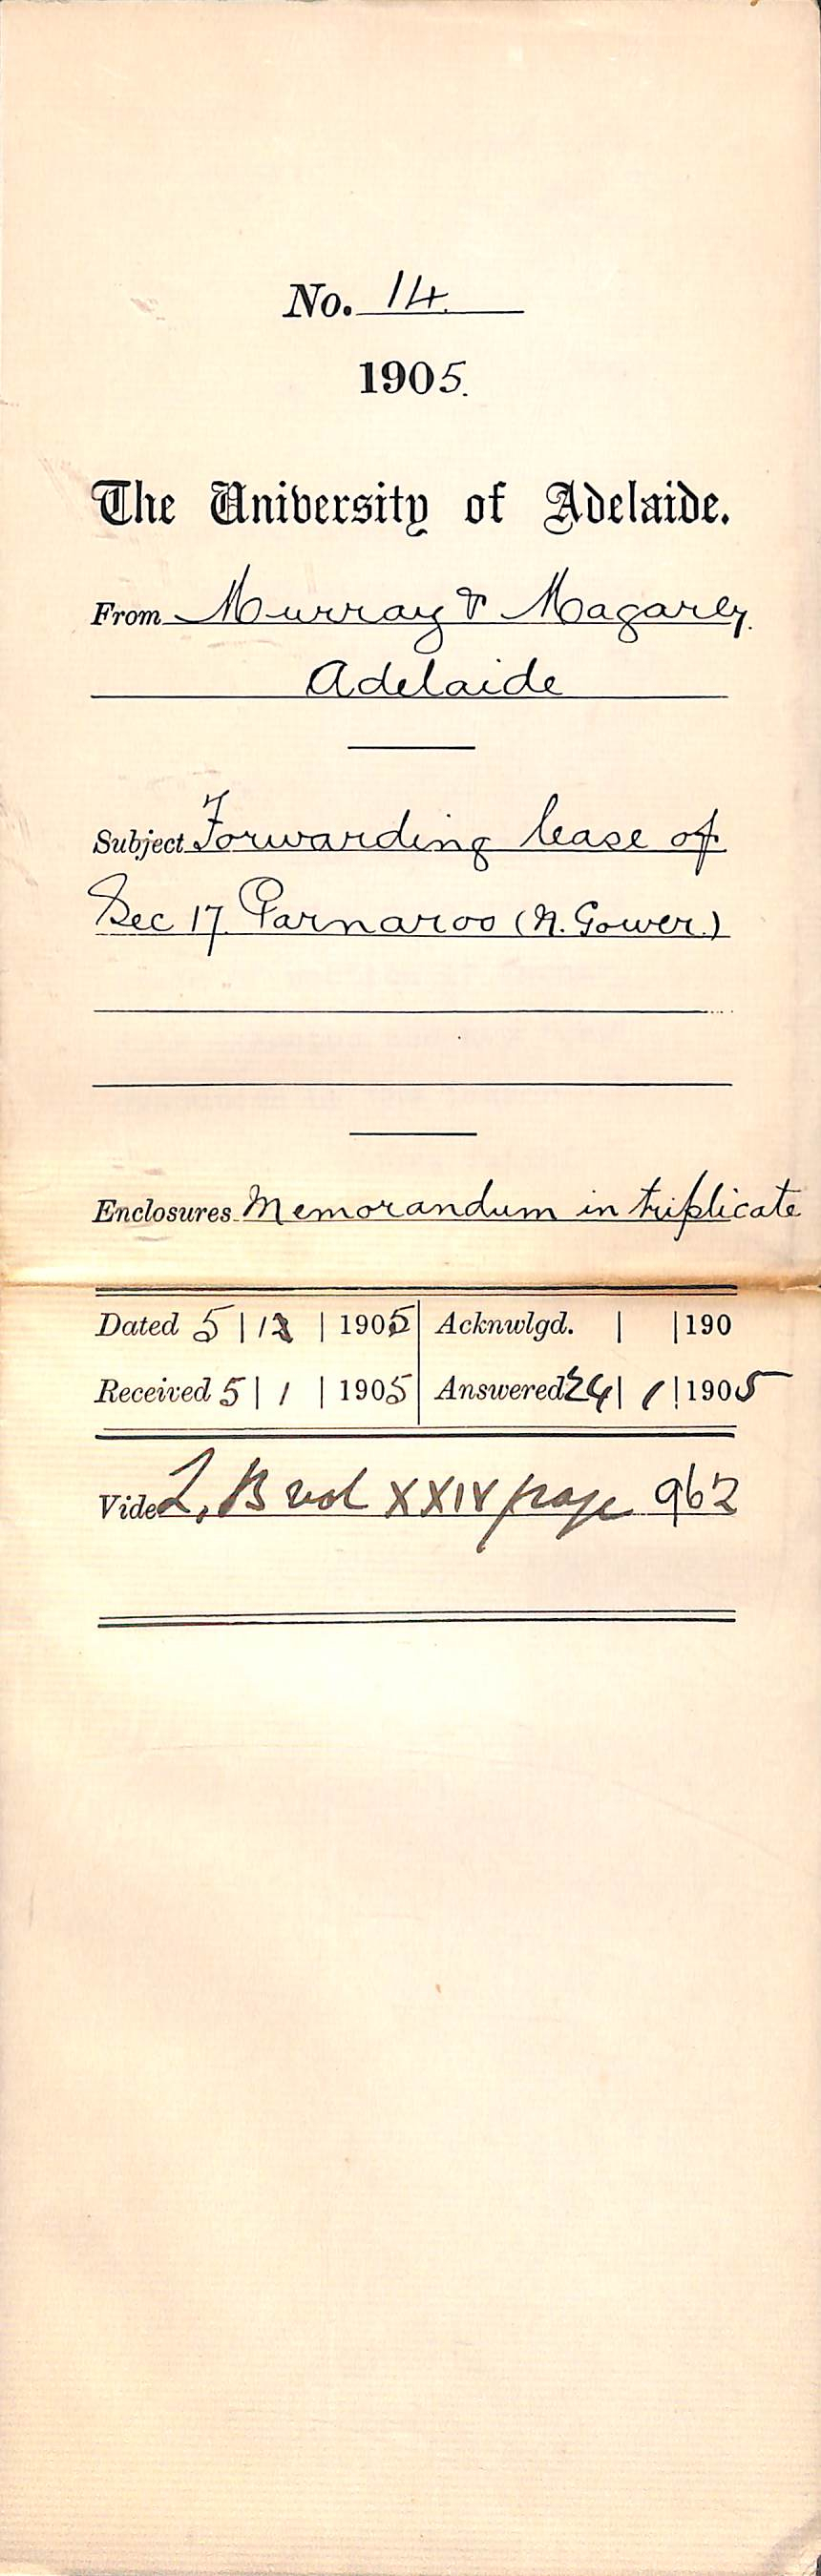 No. 14.
1905.
The University of Adelaide.
From Murray & Magarey.
Adelaide
Subject Forwarding lease of
Sec 17. Parnaroo (N. Gower.)
Enclosures Memorandum in triplicate
Dated 5 | | 1905 | Acknwlgd. | | 190
Received 5 | 1 | 1905 | Answered 24 | 1 | 1905
Vide L, B vol XXIV page 962